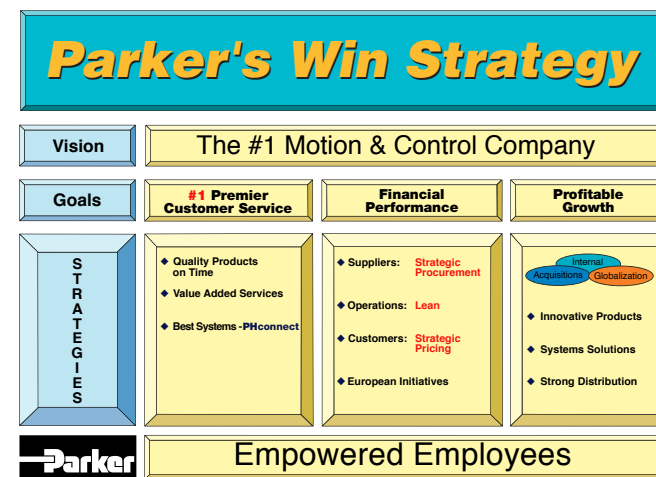 Parker's Win Strategy
Vision
The #1 Motion & Control Company
Goals
#1 Premier
Customer Service
Financial
Performance
Profitable
Growth
STRATEGIES
Quality Products
on Time
Value Added Services
Best Systems -PHconnect
Suppliers: Strategic
Procurement
Operations: Lean
Customers: Strategic
Pricing
European Initiatives
Internal
Acquisitions
Globalization
Innovative Products
Systems Solutions
Strong Distribution
Parker
Empowered Employees